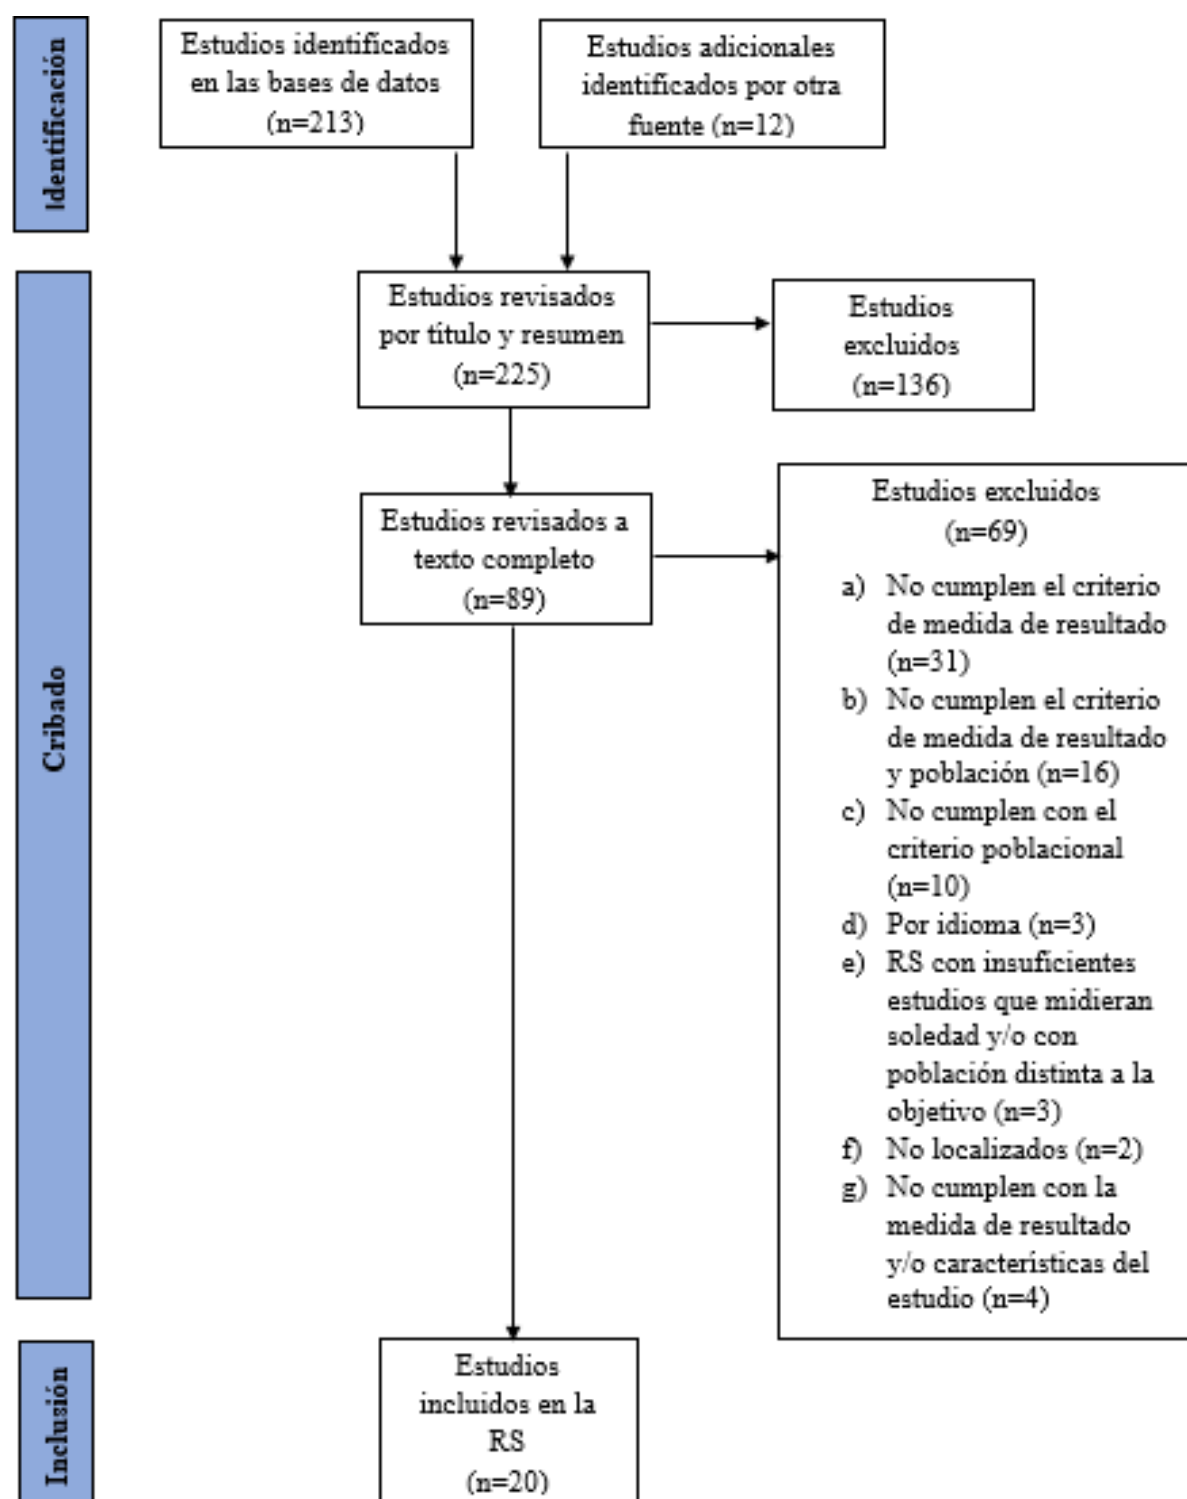 Identificación
Estudios identificados
en las bases de datos
(n=213)
Estudios adicionales
identificados por otra
fuente (n=12)
Cribado
Estudios revisados
por título y resumen
(n=225)
Estudios
excluidos
(n=136)
Estudios revisados a
texto completo
(n=89)
Estudios excluidos
(n=69)
a) No cumplen el criterio
de medida de resultado
(n=31)
b) No cumplen el criterio
de medida de resultado
y población (n=16)
c) No cumplen con el
criterio poblacional
(n=10)
d) Por idioma (n=3)
e) RS con insuficientes
estudios que midieran
soledad y/o con
población distinta a la
objetivo (n=3)
f) No localizados (n=2)
g) No cumplen con la
medida de resultado
y/o características del
estudio (n=4)
Inclusión
Estudios
incluidos en la
RS
(n=20)